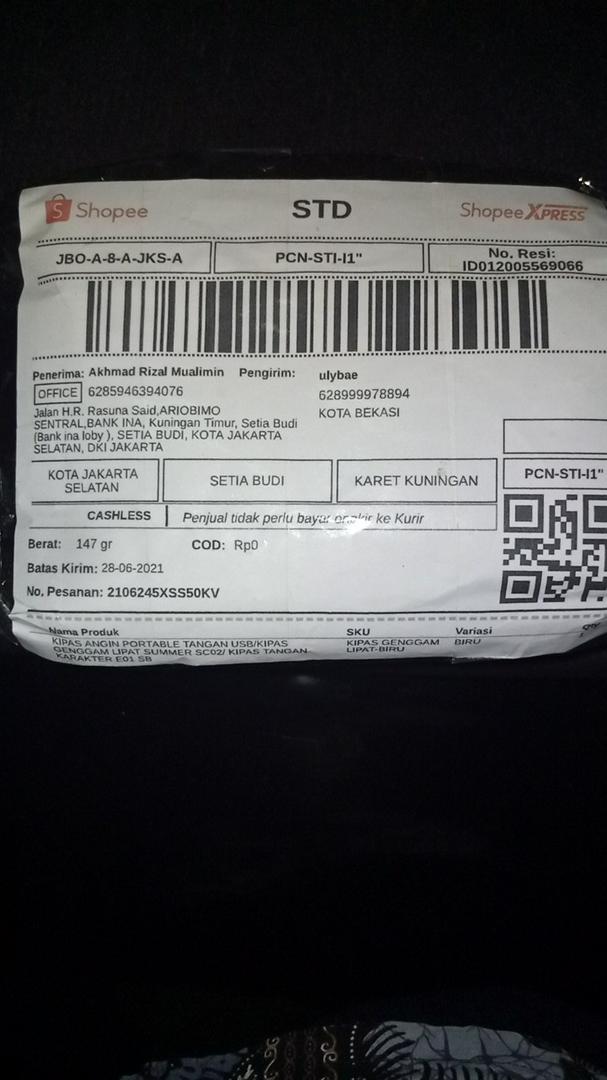 Shopee
STD
Shopee XPRESS
JBO-A-8-A-JKS-A
PCN-STI-I1"
No. Resi:
ID012005569066
Penerima: Akhmad Rizal Mualimin
Pengirim: ulybae
OFFICE 6285946394076
628999978894
Jalan H.R. Rasuna Said,ARIOBIMO
KOTA BEKASI
SENTRAL,BANK INA, Kuningan Timur, Setia Budi
(Bank ina loby ), SETIA BUDI, KOTA JAKARTA
SELATAN, DKI JAKARTA
KOTA JAKARTA
SELATAN
SETIA BUDI
KARET KUNINGAN
PCN-STI-I1"
CASHLESS
Penjual tidak perlu bayar ongkir ke Kurir
Berat: 147 gr
COD: Rp0
Batas Kirim: 28-06-2021
No. Pesanan: 2106245XSS50KV
Nama Produk
SKU
Variasi
Qty
KIPAS ANGIN PORTABLE TANGAN USB/KIPAS
KIPAS GENGGAM
BIRU
1
GENGGAM LIPAT SUMMER SC02/ KIPAS TANGAN
LIPAT-BIRU
KARAKTER E01 SB